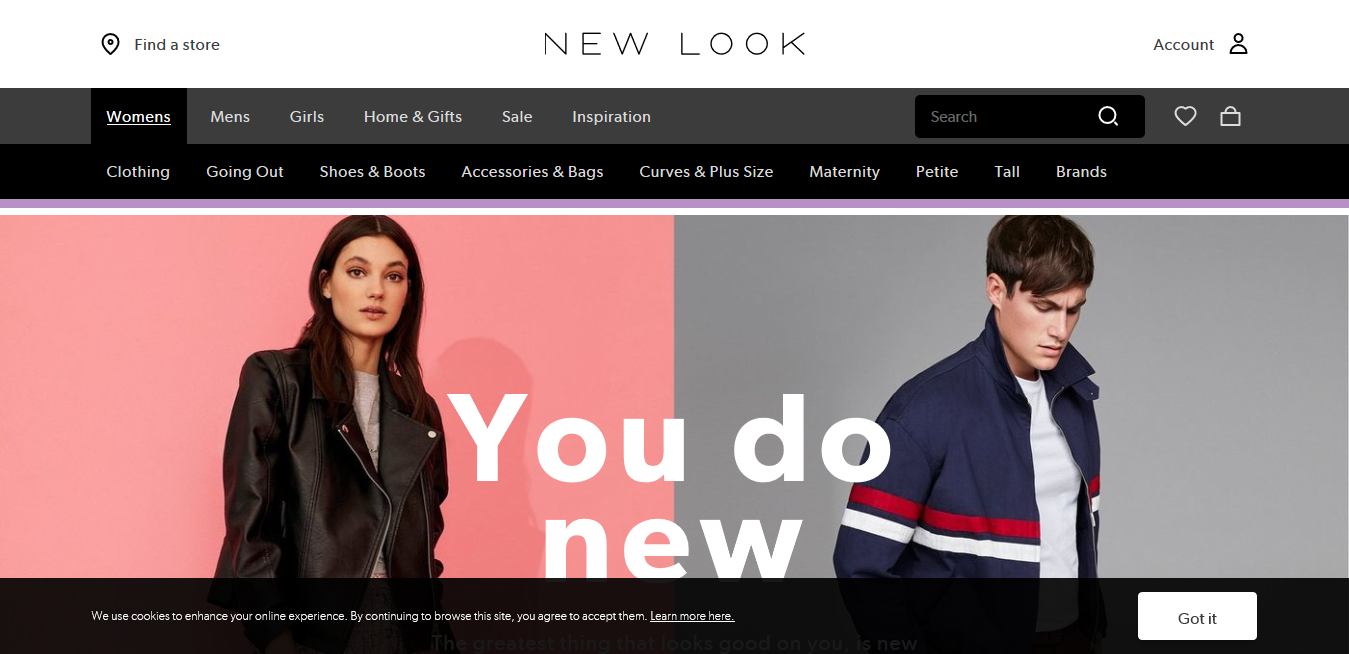 Find a store
NEW LOOK
Account
Womens Mens Girls Home & Gifts Sale Inspiration Search
Clothing Going Out Shoes & Boots Accessories & Bags Curves & Plus Size Maternity Petite Tall Brands
You do
new
We use cookies to enhance your online experience. By continuing to browse this site, you agree to accept them. Learn more here.
Got it
The greatest thing that looks good on you, is new